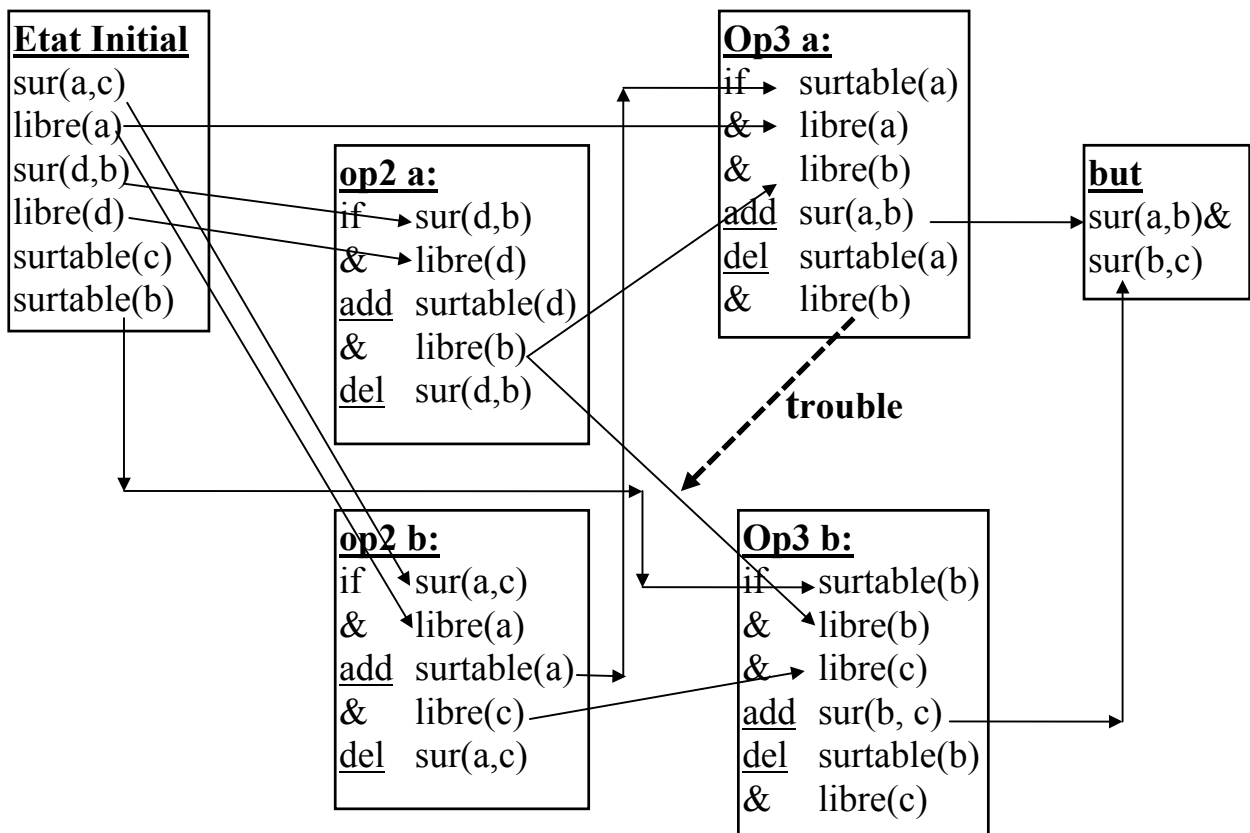 Etat Initial
sur(a,c)
libre(a)
sur(d,b)
libre(d)
surtable(c)
surtable(b)
op2 a:
if sur(d,b)
& libre(d)
add surtable(d)
& libre(b)
del sur(d,b)
op2 b:
if sur(a,c)
& libre(a)
add surtable(a)
& libre(c)
del sur(a,c)
Op3 a:
if surtable(a)
& libre(a)
& libre(b)
add sur(a,b)
del surtable(a)
& libre(b)
trouble
Op3 b:
if surtable(b)
& libre(b)
& libre(c)
add sur(b, c)
del surtable(b)
& libre(c)
but
sur(a,b)&
sur(b,c)